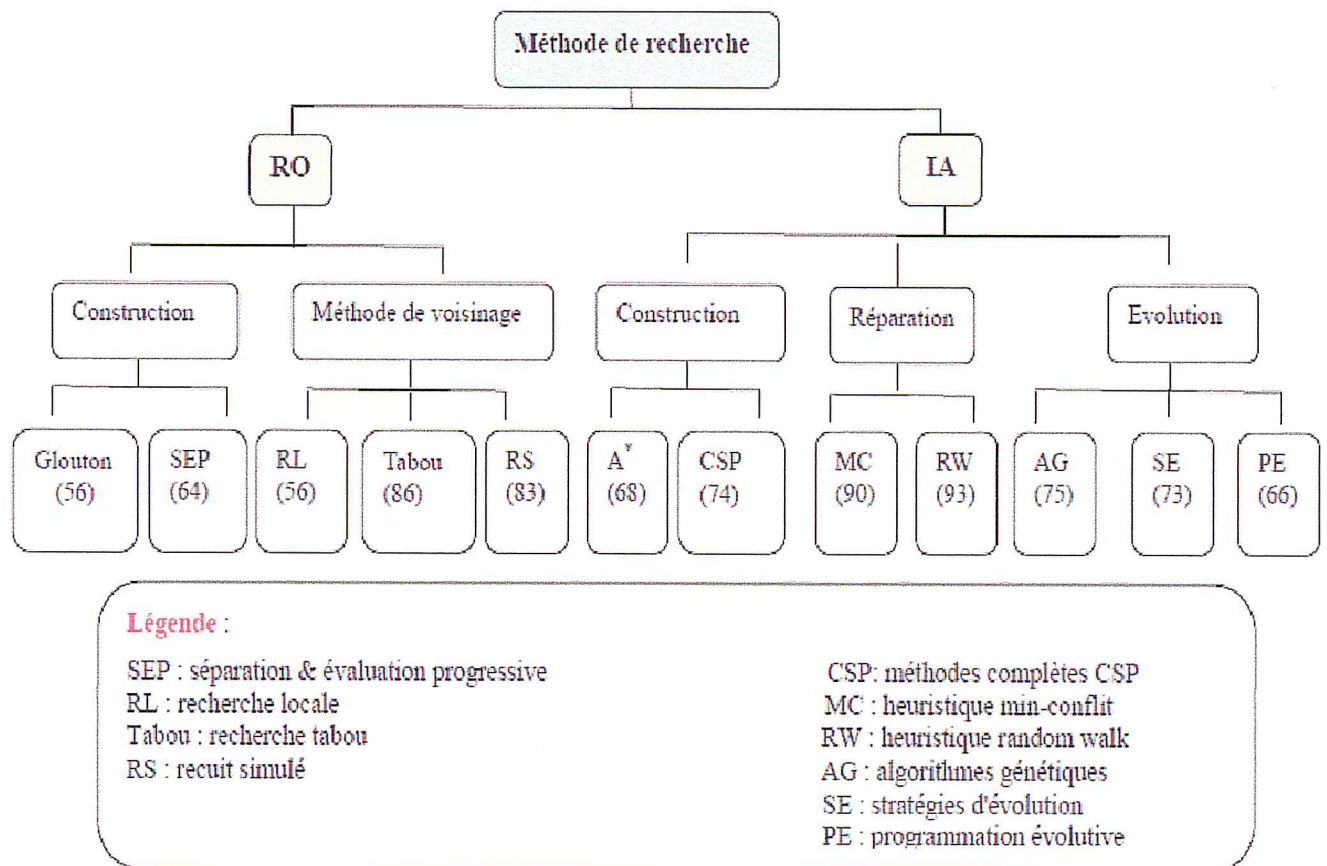 Méthode de recherche
RO
IA
Construction
Méthode de voisinage
Construction
Réparation
Evolution
Glouton
(56)
SEP
(64)
RL
(56)
Tabou
(86)
RS
(83)
A*
(68)
CSP
(74)
MC
(90)
RW
(93)
AG
(75)
SE
(73)
PE
(66)
Légende :
SEP : séparation & évaluation progressive
RL : recherche locale
Tabou : recherche tabou
RS : recuit simulé
CSP: méthodes complètes CSP
MC : heuristique min-conflit
RW : heuristique random walk
AG : algorithmes génétiques
SE : stratégies d'évolution
PE : programmation évolutive